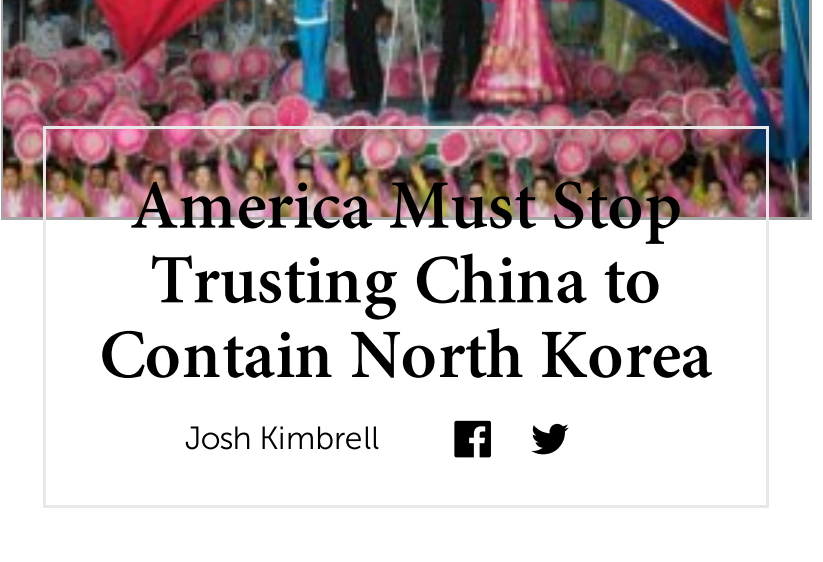 America Must Stop
Trusting China to
Contain North Korea
Josh Kimbrell